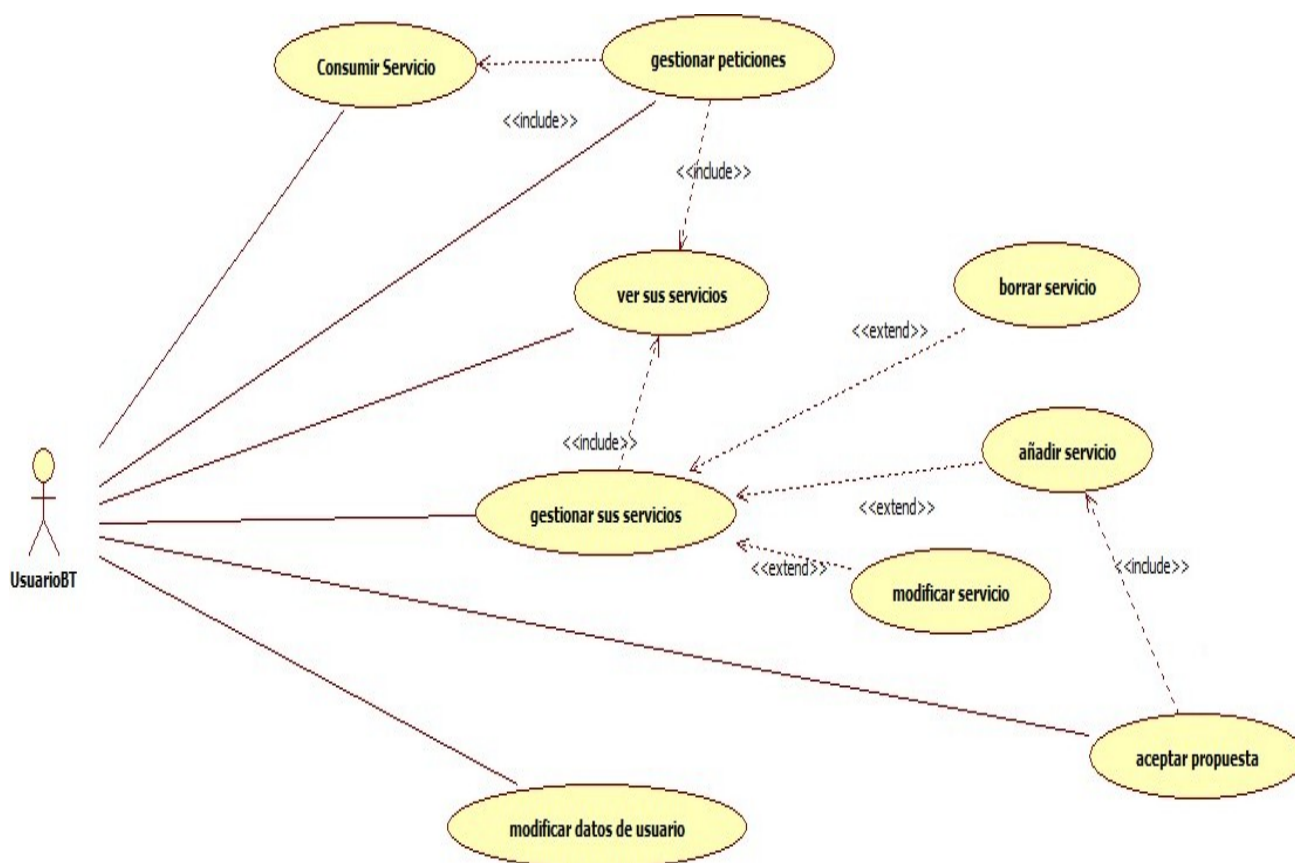 Consumir Servicio
gestionar peticiones
<<include>>
<<include>>
ver sus servicios
borrar servicio
<<extend>>
<<include>>
añadir servicio
gestionar sus servicios
<<extend>>
UsuarioBT
<<extend>>
modificar servicio
<<include>>
aceptar propuesta
modificar datos de usuario